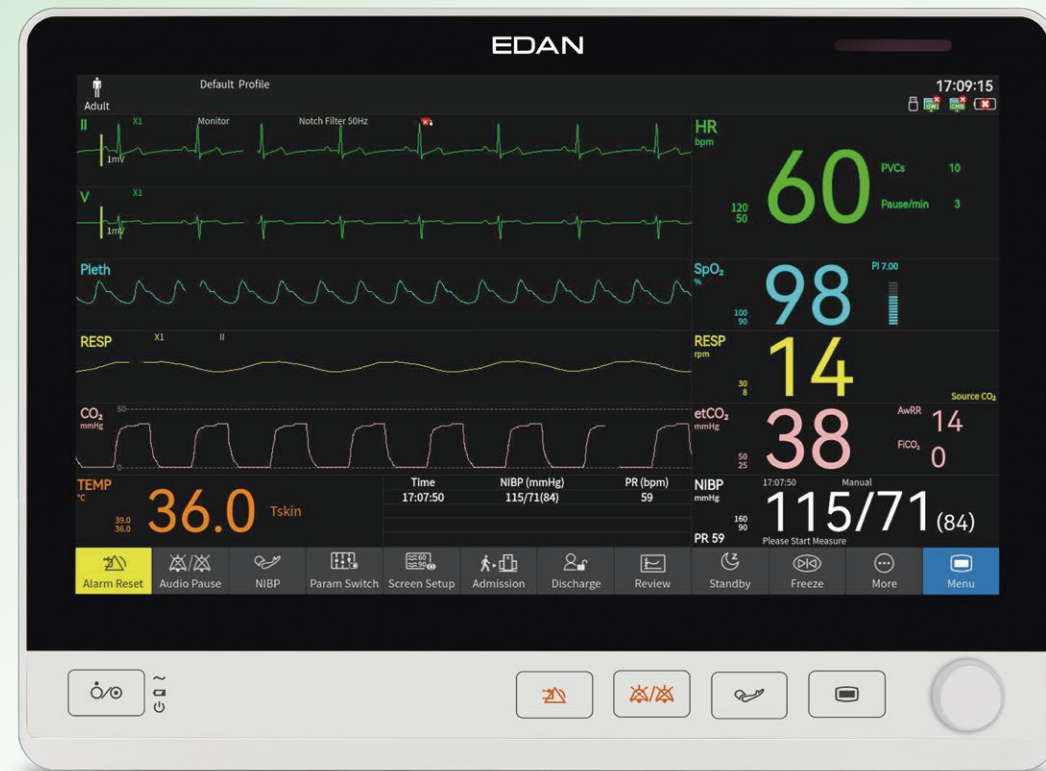 EDAN
Default Profile
17:09:15
Adult
II X1 Monitor Notch Filter 50Hz
1mV
HR
bpm
60
PVCs 10
Pause/min 3
120
50
V X1
1mV
Pleth
SpO₂
%
98
PI 7.00
100
90
RESP X1 II
RESP
rpm
14
30
8
Source CO₂
CO₂
mmHg
50
0
etCO₂
mmHg
38
50
25
AwRR 14
FiCO₂ 0
TEMP
°C
39.0
36.0
36.0
Tskin
Time NIBP (mmHg) PR (bpm)
17:07:50 115/71(84) 59
NIBP 17:07:50 Manual
mmHg
160
90
115/71 (84)
PR 59 Please Start Measure
Alarm Reset Audio Pause NIBP Param Switch Screen Setup Admission Discharge Review Standby Freeze More Menu